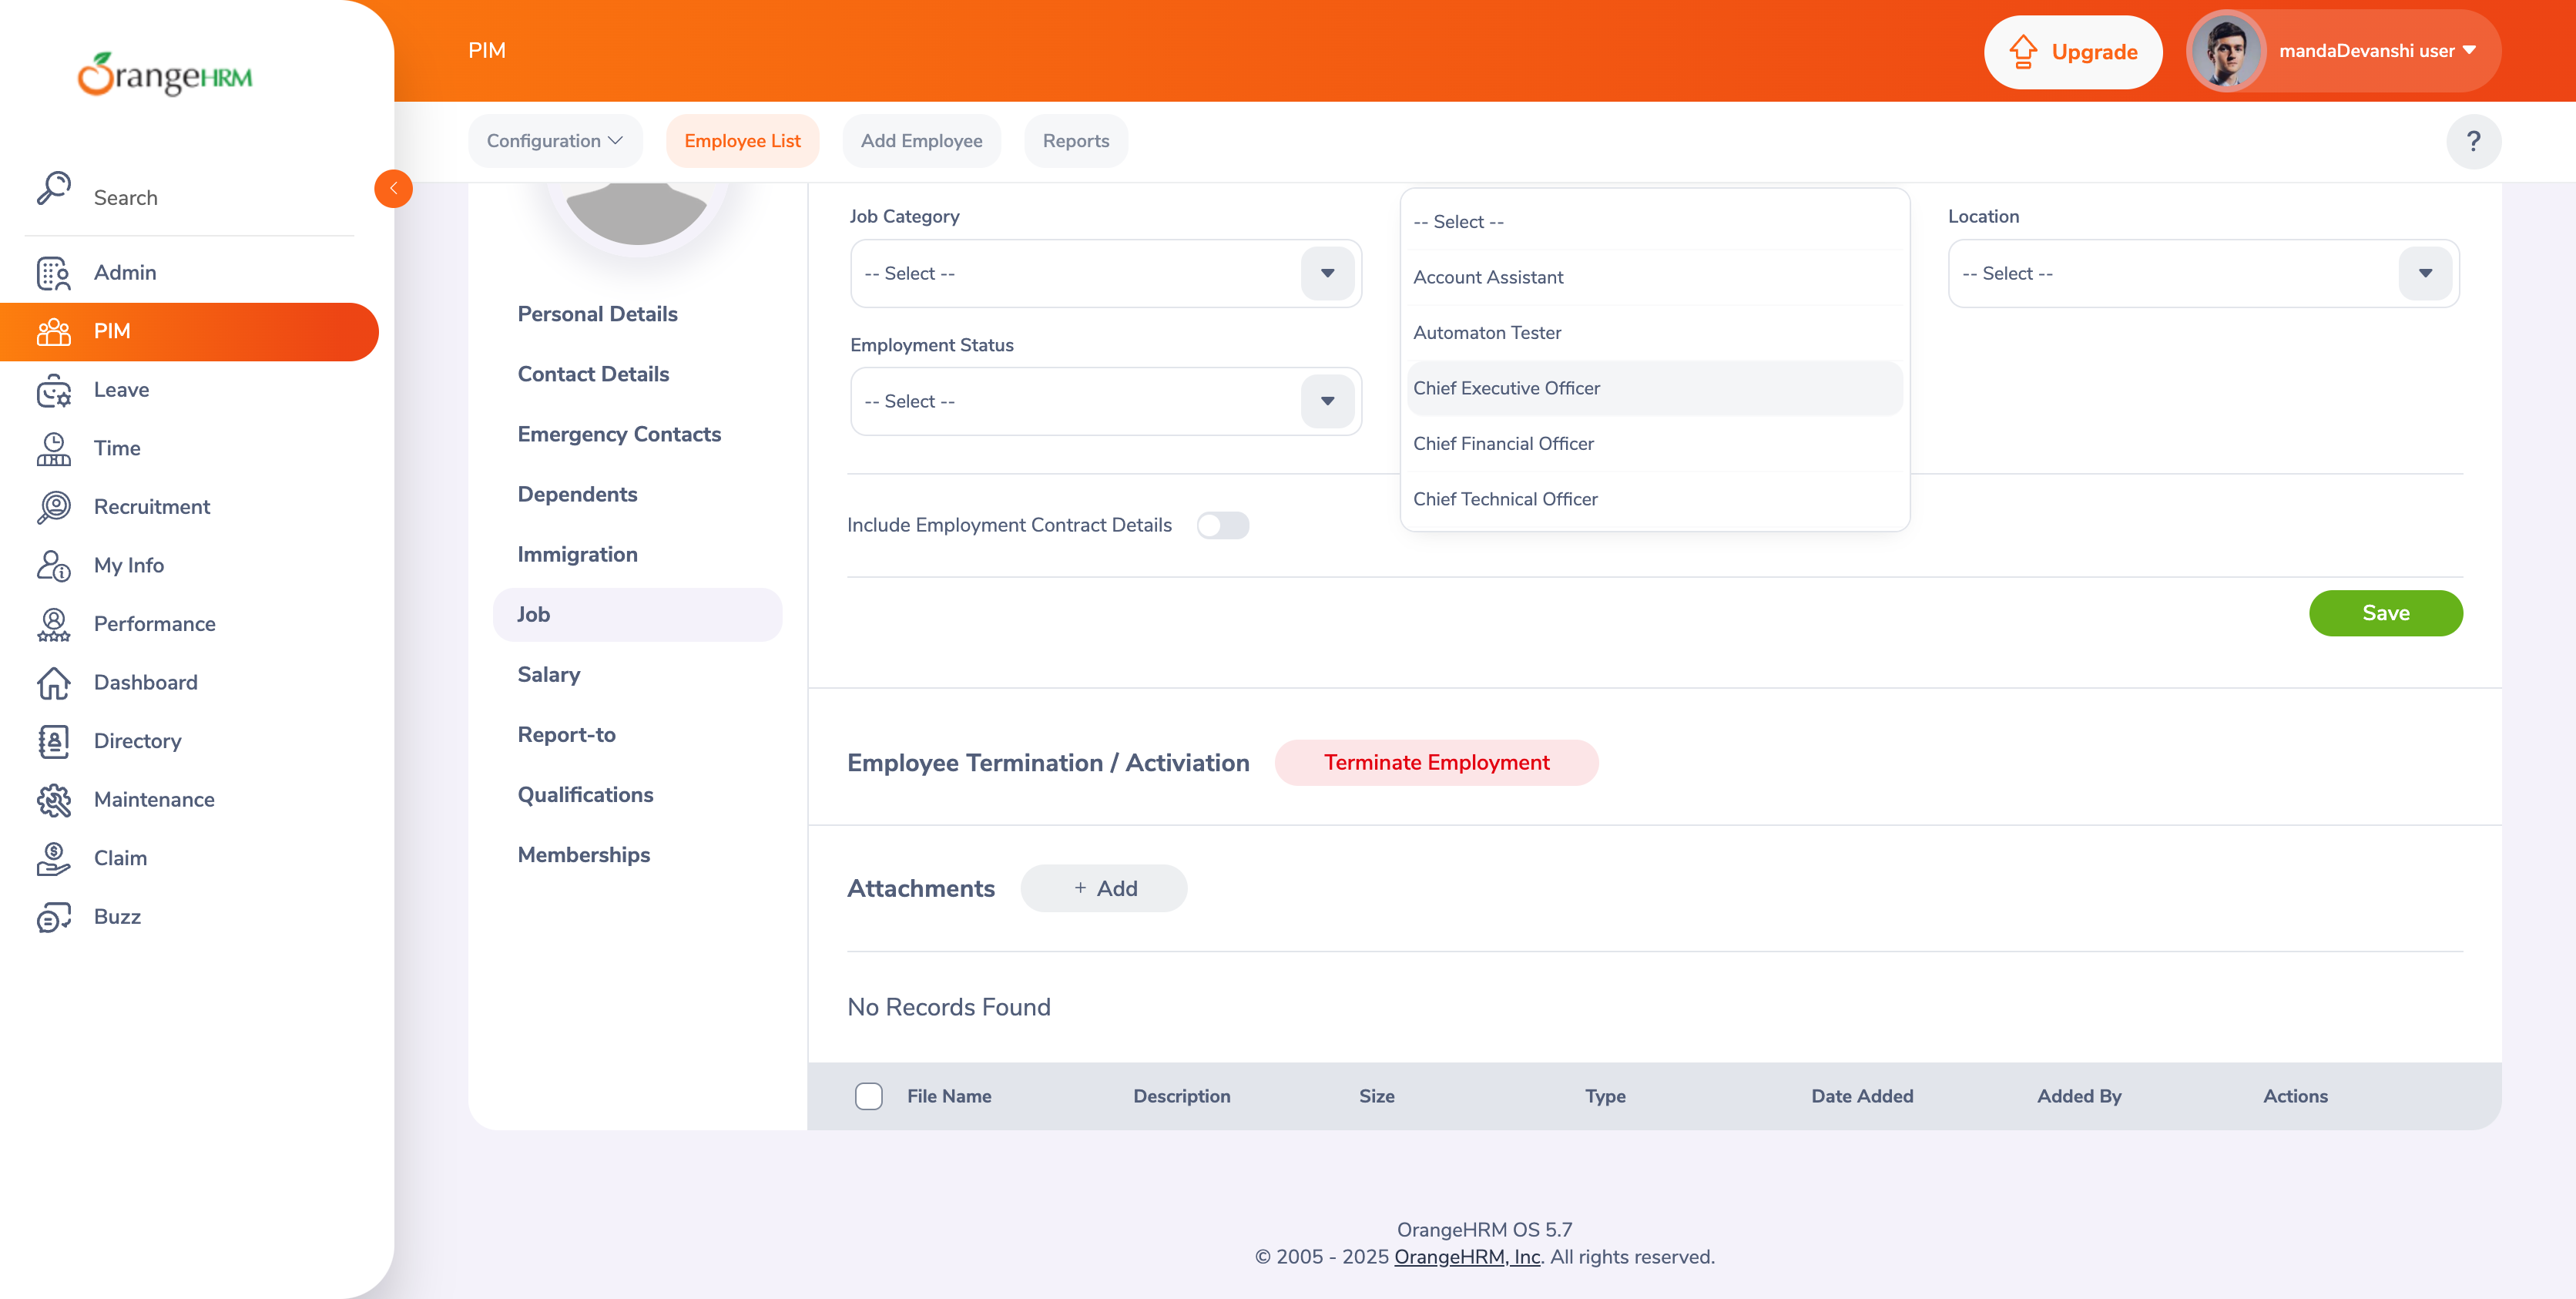 OrangeHRM
PIM
Upgrade
mandaDevanshi user
Configuration
Employee List
Add Employee
Reports
?
Search
Admin
PIM
Leave
Time
Recruitment
My Info
Performance
Dashboard
Directory
Maintenance
Claim
Buzz
Personal Details
Contact Details
Emergency Contacts
Dependents
Immigration
Job
Salary
Report-to
Qualifications
Memberships
Job Category
-- Select --
Employment Status
-- Select --
-- Select --
Account Assistant
Automaton Tester
Chief Executive Officer
Chief Financial Officer
Chief Technical Officer
Location
-- Select --
Include Employment Contract Details
Save
Employee Termination / Activiation
Terminate Employment
Attachments
+ Add
No Records Found
File Name
Description
Size
Type
Date Added
Added By
Actions
OrangeHRM OS 5.7
© 2005 - 2025 OrangeHRM, Inc. All rights reserved.